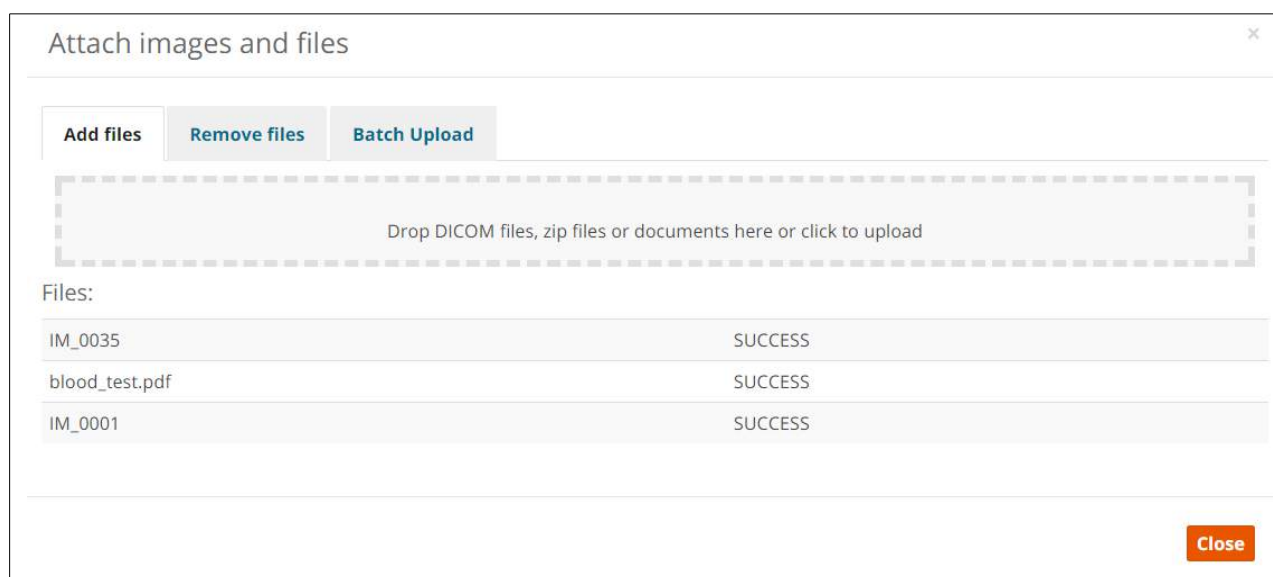 Attach images and files ×
Add files Remove files Batch Upload
Drop DICOM files, zip files or documents here or click to upload
Files:
IM_0035 SUCCESS
blood_test.pdf SUCCESS
IM_0001 SUCCESS
Close